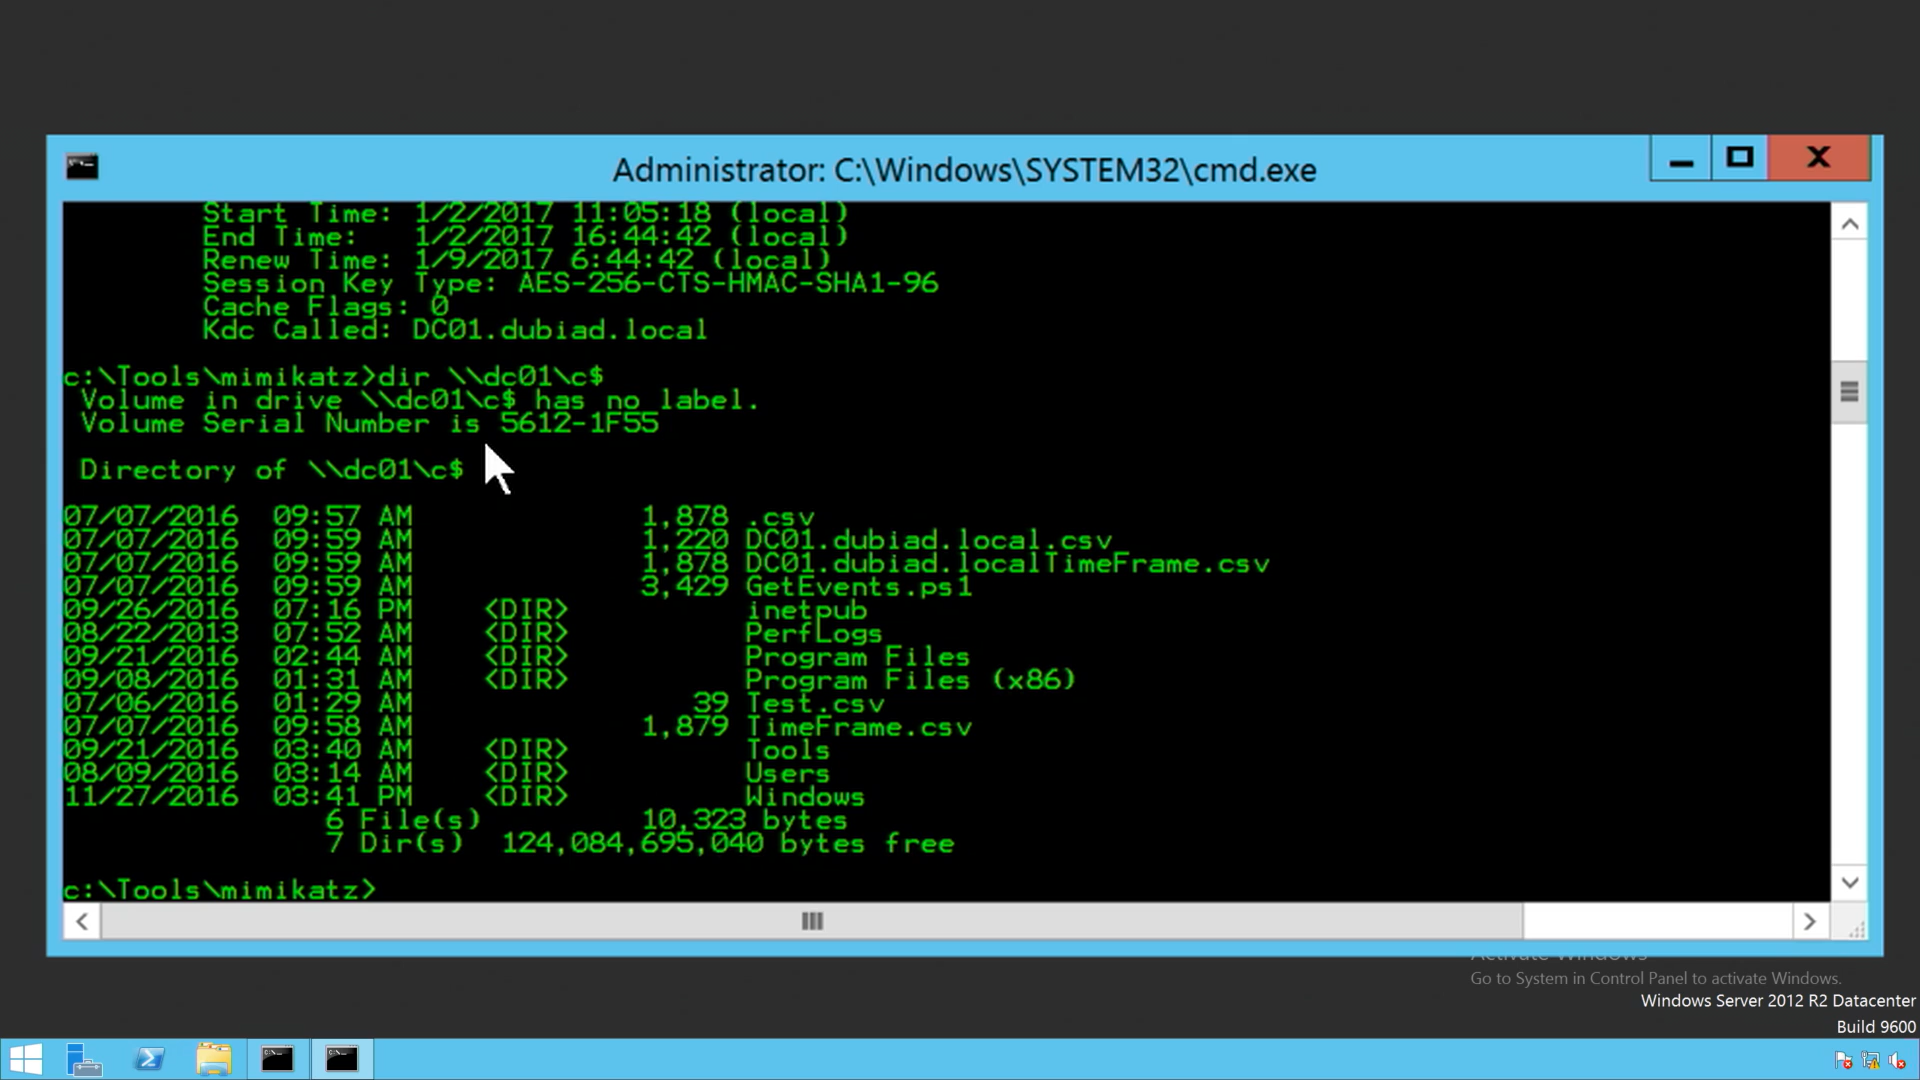 Administrator: C:\Windows\SYSTEM32\cmd.exe
Start Time: 1/2/2017 11:05:18 (local)
End Time:   1/2/2017 16:44:42 (local)
Renew Time: 1/9/2017 6:44:42 (local)
Session Key Type: AES-256-CTS-HMAC-SHA1-96
Cache Flags: 0
Kdc Called: DC01.dubiad.local
c:\Tools\mimikatz>dir \\dc01\c$
Volume in drive \\dc01\c$ has no label.
Volume Serial Number is 5612-1F55
Directory of \\dc01\c$
07/07/2016  09:57 AM             1,878 .csv
07/07/2016  09:59 AM             1,220 DC01.dubiad.local.csv
07/07/2016  09:59 AM             1,878 DC01.dubiad.localTimeFrame.csv
07/07/2016  09:59 AM             3,429 GetEvents.ps1
09/26/2016  07:16 PM    <DIR>          inetpub
08/22/2013  07:52 AM    <DIR>          PerfLogs
09/21/2016  02:44 AM    <DIR>          Program Files
09/08/2016  01:31 AM    <DIR>          Program Files (x86)
07/06/2016  01:29 AM                39 Test.csv
07/07/2016  09:58 AM             1,879 TimeFrame.csv
09/21/2016  03:40 AM    <DIR>          Tools
08/09/2016  03:14 AM    <DIR>          Users
11/27/2016  03:41 PM    <DIR>          Windows
6 File(s)         10,323 bytes
7 Dir(s)  124,084,695,040 bytes free
c:\Tools\mimikatz>
Activate Windows
Go to System in Control Panel to activate Windows.
Windows Server 2012 R2 Datacenter
Build 9600